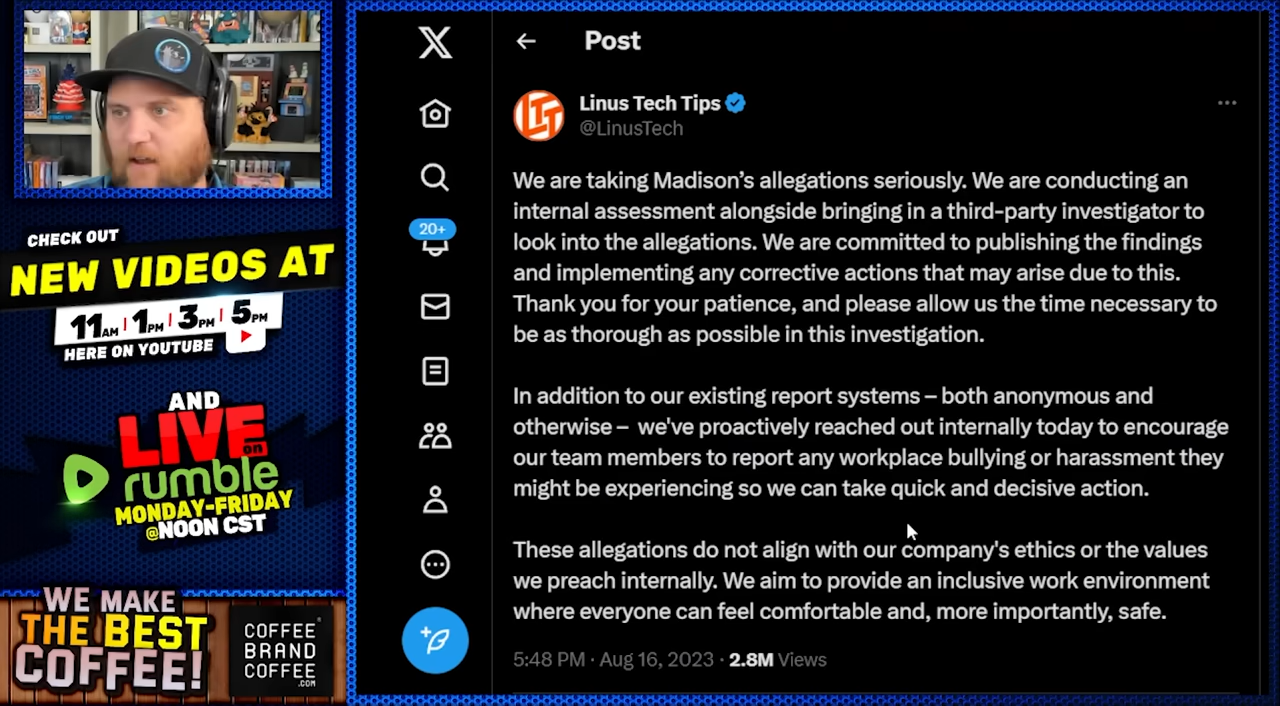 CHECK OUT
NEW VIDEOS AT
11AM | 1PM | 3PM | 5PM
HERE ON YOUTUBE
AND
LIVE on
rumble
MONDAY-FRIDAY
@NOON CST
WE MAKE
THE BEST
COFFEE!
COFFEE
BRAND
COFFEE
.COM
20+
Post
LTT
Linus Tech Tips
@LinusTech
We are taking Madison’s allegations seriously. We are conducting an
internal assessment alongside bringing in a third-party investigator to
look into the allegations. We are committed to publishing the findings
and implementing any corrective actions that may arise due to this.
Thank you for your patience, and please allow us the time necessary to
be as thorough as possible in this investigation.
In addition to our existing report systems – both anonymous and
otherwise –  we've proactively reached out internally today to encourage
our team members to report any workplace bullying or harassment they
might be experiencing so we can take quick and decisive action.
These allegations do not align with our company's ethics or the values
we preach internally. We aim to provide an inclusive work environment
where everyone can feel comfortable and, more importantly, safe.
5:48 PM · Aug 16, 2023 · 2.8M Views